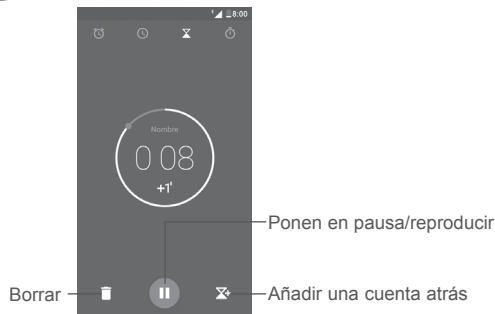 8:00
Nombre
0 08
+1'
Ponen en pausa/reproducir
Borrar
Añadir una cuenta atrás